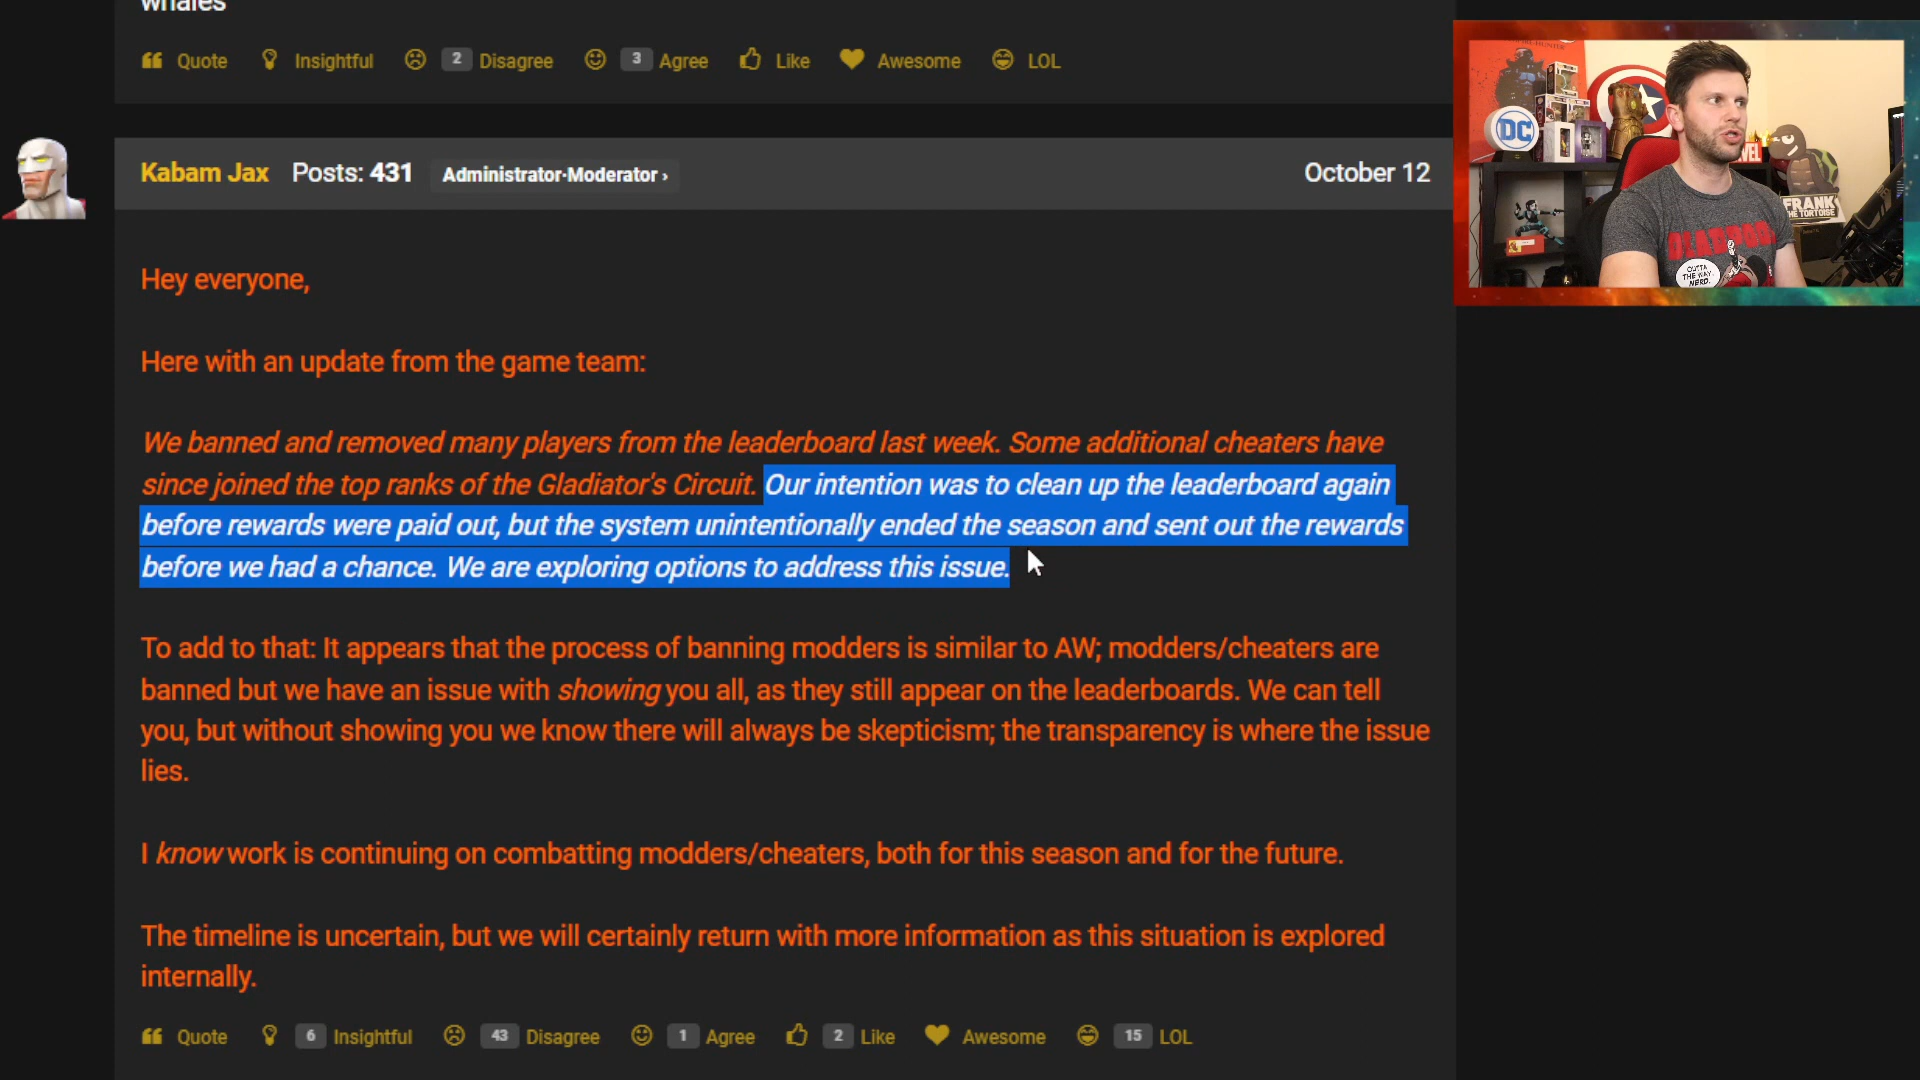 whales
Quote Insightful 2 Disagree 3 Agree Like Awesome LOL
Kabam Jax Posts: 431 Administrator·Moderator › October 12
Hey everyone,
Here with an update from the game team:
We banned and removed many players from the leaderboard last week. Some additional cheaters have
since joined the top ranks of the Gladiator's Circuit. Our intention was to clean up the leaderboard again
before rewards were paid out, but the system unintentionally ended the season and sent out the rewards
before we had a chance. We are exploring options to address this issue.
To add to that: It appears that the process of banning modders is similar to AW; modders/cheaters are
banned but we have an issue with showing you all, as they still appear on the leaderboards. We can tell
you, but without showing you we know there will always be skepticism; the transparency is where the issue
lies.
I know work is continuing on combatting modders/cheaters, both for this season and for the future.
The timeline is uncertain, but we will certainly return with more information as this situation is explored
internally.
Quote 6 Insightful 43 Disagree 1 Agree 2 Like Awesome 15 LOL
DC
FRANK
THE TORTOISE
DEADPOOL
OUTTA
THE WAY,
NERD.